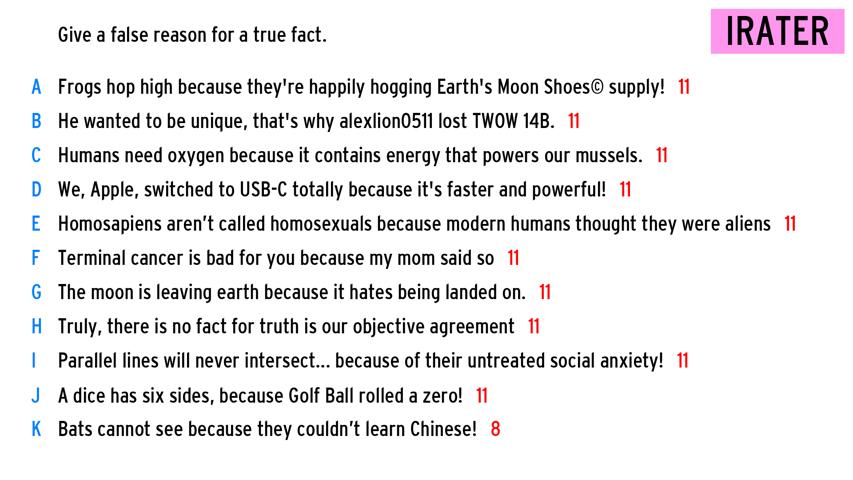 Give a false reason for a true fact.
IRATER
A Frogs hop high because they're happily hogging Earth's Moon Shoes© supply! 11
B He wanted to be unique, that's why alexlion0511 lost TWOW 14B. 11
C Humans need oxygen because it contains energy that powers our mussels. 11
D We, Apple, switched to USB-C totally because it's faster and powerful! 11
E Homosapiens aren’t called homosexuals because modern humans thought they were aliens 11
F Terminal cancer is bad for you because my mom said so 11
G The moon is leaving earth because it hates being landed on. 11
H Truly, there is no fact for truth is our objective agreement 11
I Parallel lines will never intersect... because of their untreated social anxiety! 11
J A dice has six sides, because Golf Ball rolled a zero! 11
K Bats cannot see because they couldn’t learn Chinese! 8